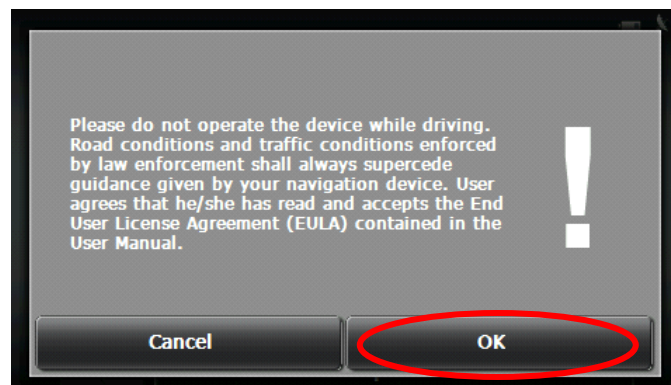 Please do not operate the device while driving.
Road conditions and traffic conditions enforced
by law enforcement shall always supercede
guidance given by your navigation device. User
agrees that he/she has read and accepts the End
User License Agreement (EULA) contained in the
User Manual.
!
Cancel OK